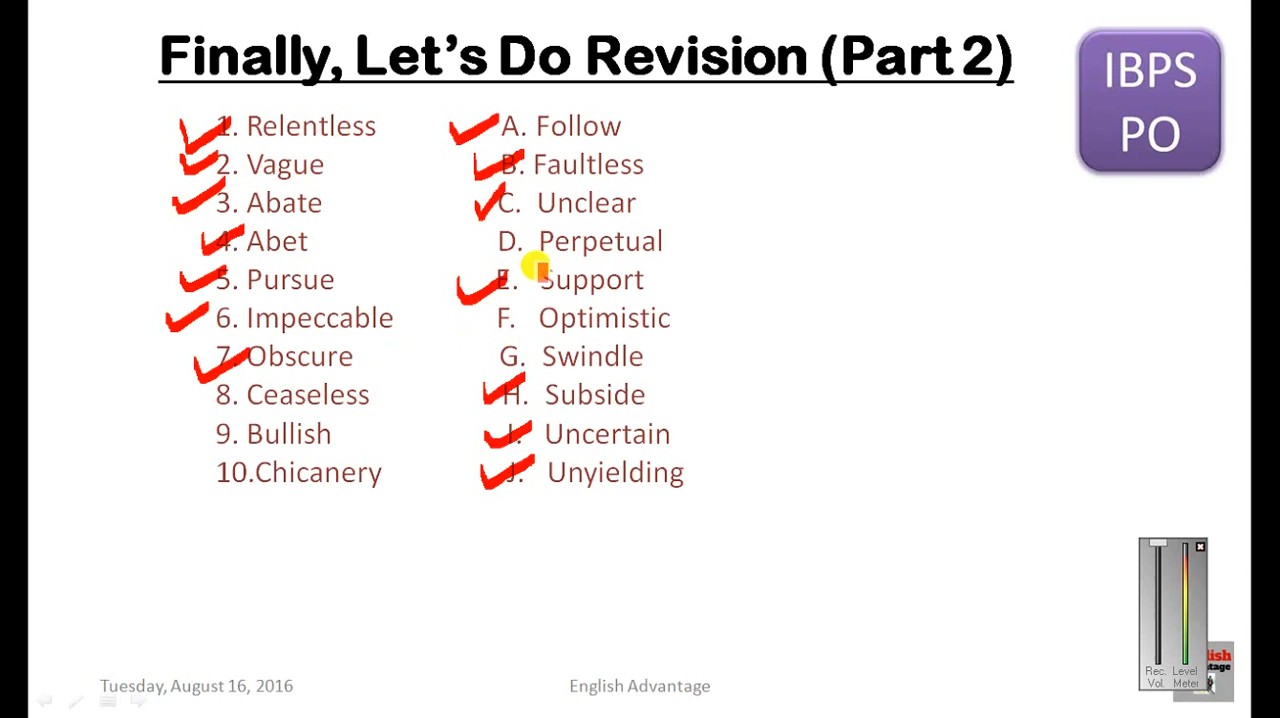 Finally, Let's Do Revision (Part 2)
IBPS
PO
1. Relentless
2. Vague
3. Abate
4. Abet
5. Pursue
6. Impeccable
7. Obscure
8. Ceaseless
9. Bullish
10.Chicanery
A. Follow
B. Faultless
C. Unclear
D. Perpetual
E. Support
F. Optimistic
G. Swindle
H. Subside
I. Uncertain
J. Unyielding
Rec. Level
Vol. Meter
Tuesday, August 16, 2016
English Advantage